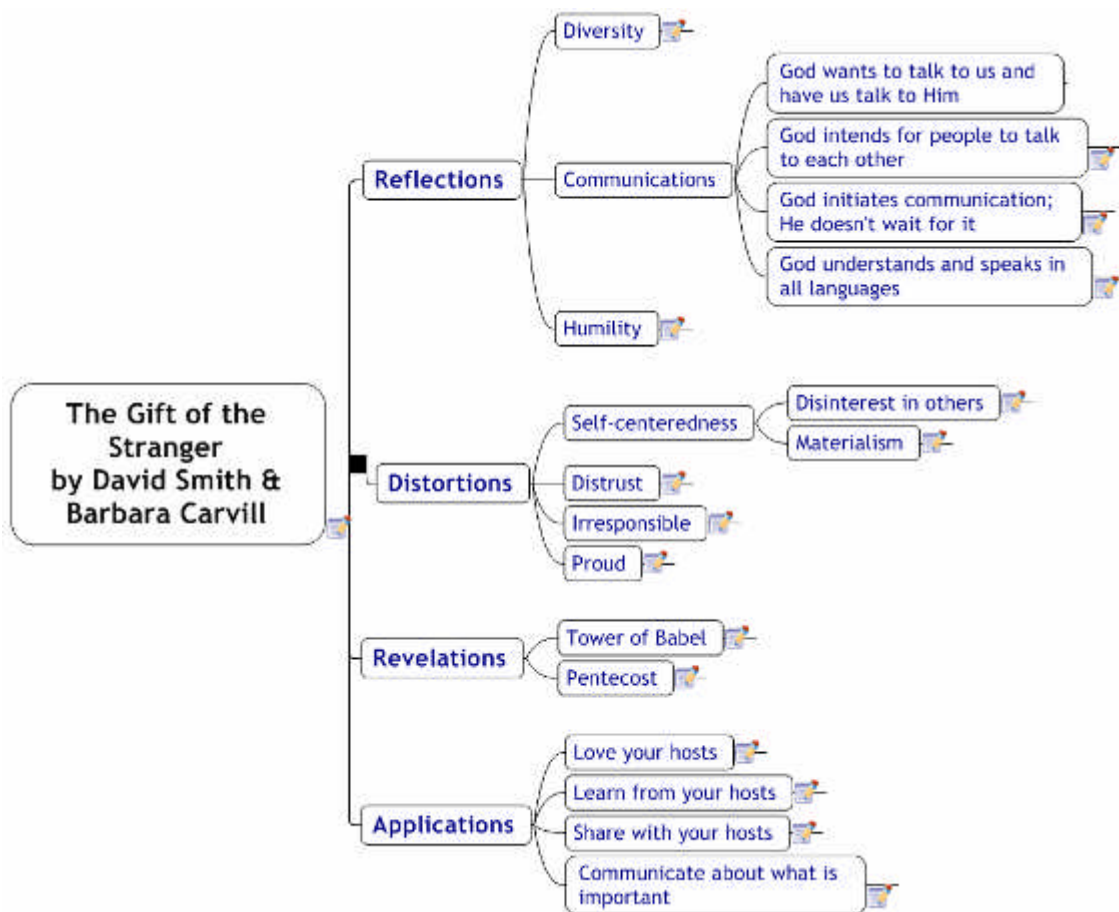 The Gift of the
Stranger
by David Smith &
Barbara Carvill
Reflections
Diversity
Communications
God wants to talk to us and
have us talk to Him
God intends for people to talk
to each other
God initiates communication;
He doesn't wait for it
God understands and speaks in
all languages
Humility
Distortions
Self-centeredness
Disinterest in others
Materialism
Distrust
Irresponsible
Proud
Revelations
Tower of Babel
Pentecost
Applications
Love your hosts
Learn from your hosts
Share with your hosts
Communicate about what is
important